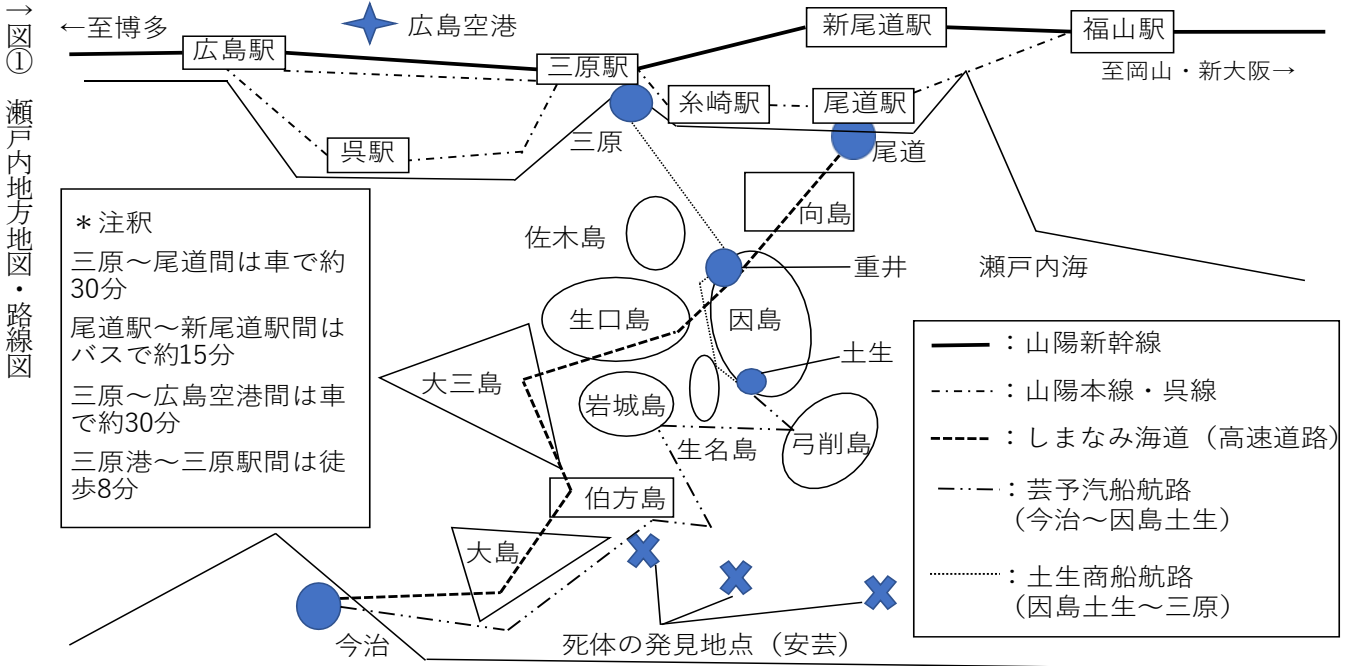 →図① 瀬戸内地方地図・路線図
←至博多
広島空港
広島駅
三原駅
新尾道駅
福山駅
至岡山・新大阪→
糸崎駅
尾道駅
呉駅
三原
尾道
＊注釈
三原～尾道間は車で約
30分
尾道駅～新尾道駅間は
バスで約15分
三原～広島空港間は車
で約30分
三原港～三原駅間は徒
歩8分
向島
佐木島
重井
瀬戸内海
生口島
因島
大三島
土生
岩城島
生名島
弓削島
伯方島
大島
今治
死体の発見地点（安芸）
：山陽新幹線
：山陽本線・呉線
：しまなみ海道（高速道路）
：芸予汽船航路
（今治～因島土生）
：土生商船航路
（因島土生～三原）